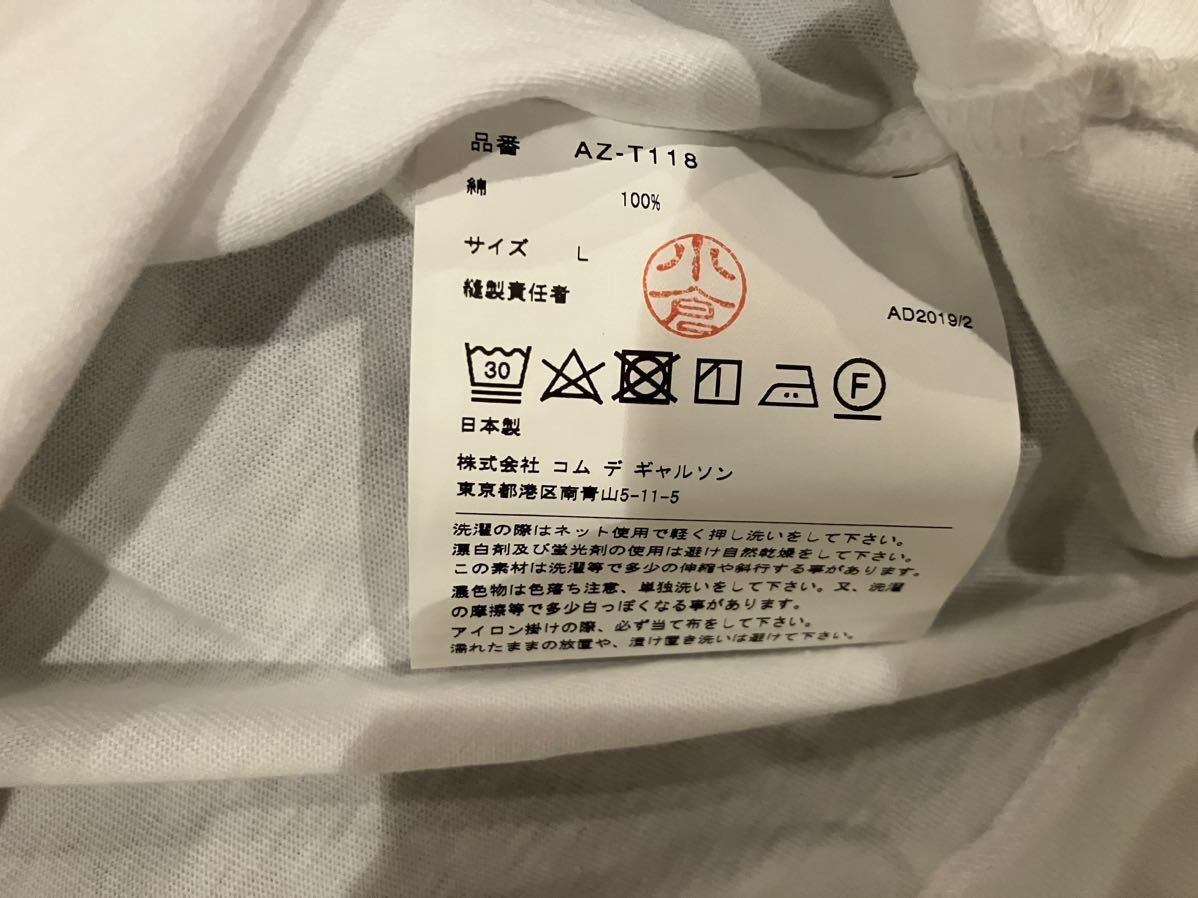 品番 AZ-T118
綿 100%
サイズ L
縫製責任者 小倉
AD2019/2
30 F
日本製
株式会社 コム デ ギャルソン
東京都港区南青山5-11-5
洗濯の際はネット使用で軽く押し洗いをして下さい。
漂白剤及び蛍光剤の使用は避け自然乾燥をして下さい。
この素材は洗濯等で多少の伸縮や斜行する事があります。
濃色物は色落ち注意、単独洗いをして下さい。又、洗濯
の摩擦等で多少白っぽくなる事があります。
アイロン掛けの際、必ず当て布をして下さい。
濡れたままの放置や、漬け置き洗いは避けて下さい。